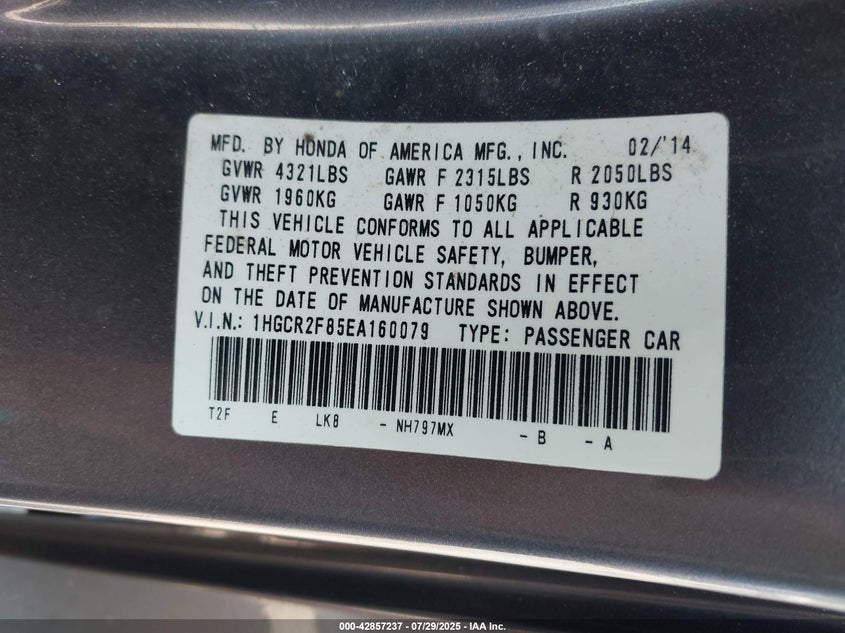 MFD. BY HONDA OF AMERICA MFG., INC. 02/'14
GVWR 4321LBS GAWR F 2315LBS R 2050LBS
GVWR 1960KG GAWR F 1050KG R 930KG
THIS VEHICLE CONFORMS TO ALL APPLICABLE
FEDERAL MOTOR VEHICLE SAFETY, BUMPER,
AND THEFT PREVENTION STANDARDS IN EFFECT
ON THE DATE OF MANUFACTURE SHOWN ABOVE.
V.I.N.: 1HGCR2F85EA160079 TYPE: PASSENGER CAR
T2F E LK8 - NH797MX - B - A
000-42857237 | 07/29/2025 | IAA Inc.